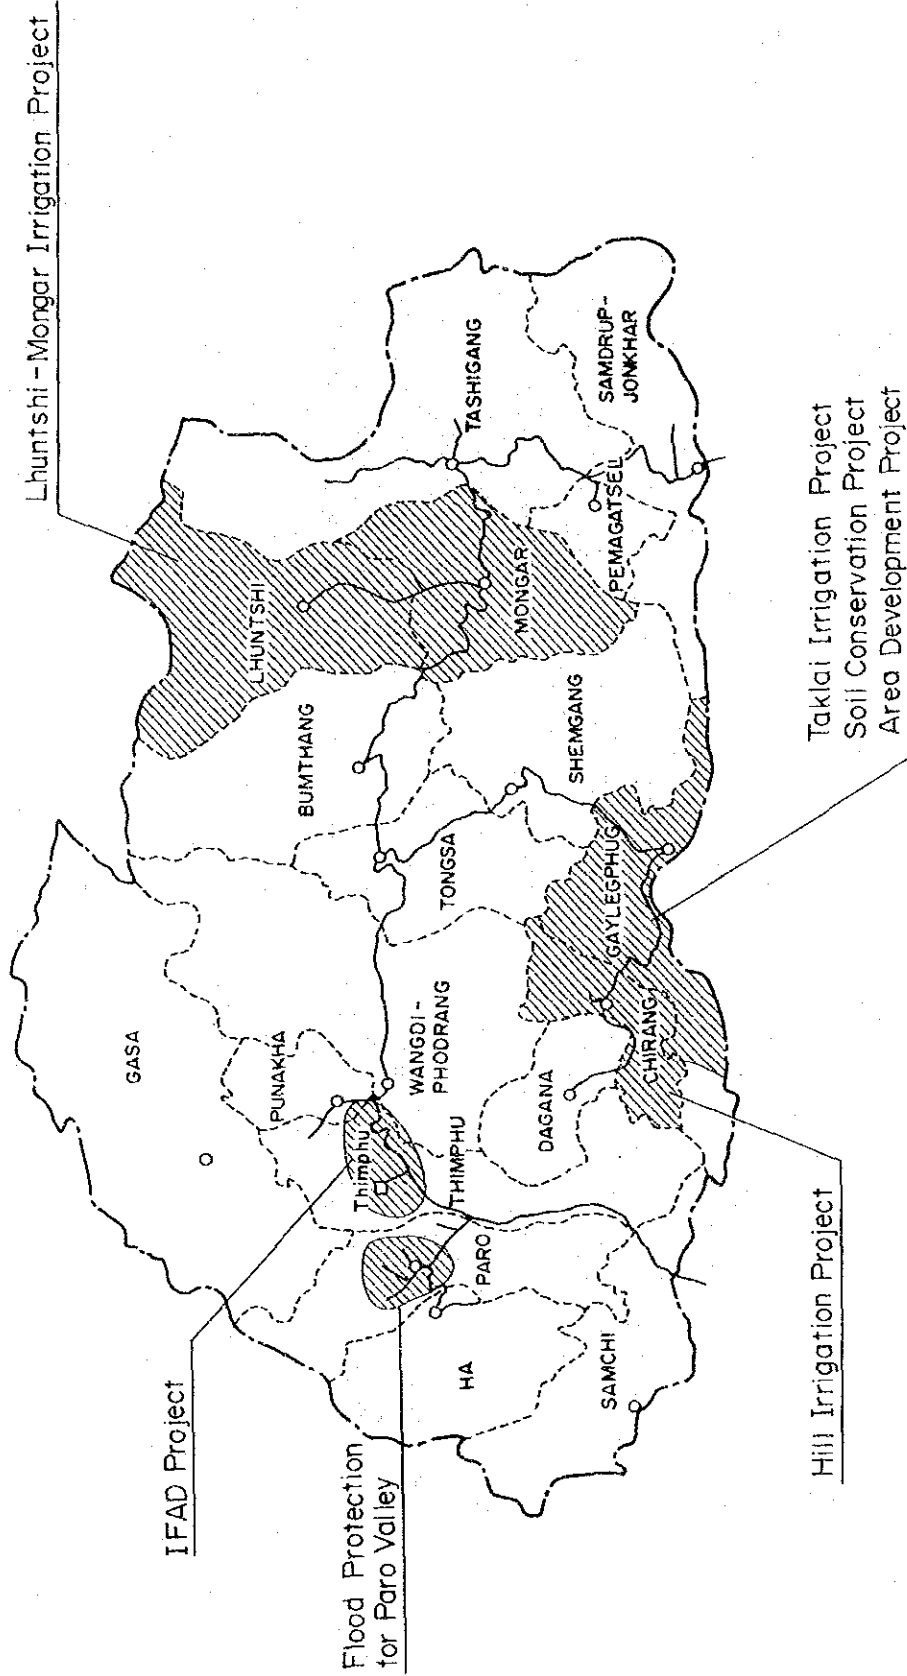 Lhuntshi-Mongar Irrigation Project
IFAD Project
Flood Protection
for Paro Valley
GASA
PUNAKHA
Thimphu
THIMPHU
WANGDI-
PHODRANG
PARO
HA
SAMCHI
DAGANA
CHIRANG
GAYLEGPHUG
TONGSA
BUMTHANG
SHEMGANG
LHUNTSHI
MONGAR
TASHIGANG
PEMAGATSEL
SAMDRUP-
JONKHAR
Hill Irrigation Project
Taklai Irrigation Project
Soil Conservation Project
Area Development Project